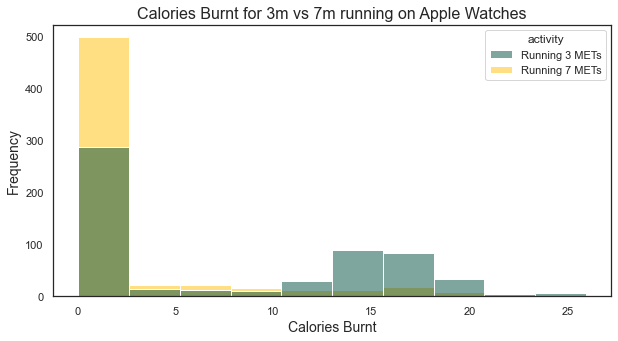 Calories Burnt for 3m vs 7m running on Apple Watches
activity
Running 3 METs
Running 7 METs
Frequency
500
400
300
200
100
0
0 5 10 15 20 25
Calories Burnt